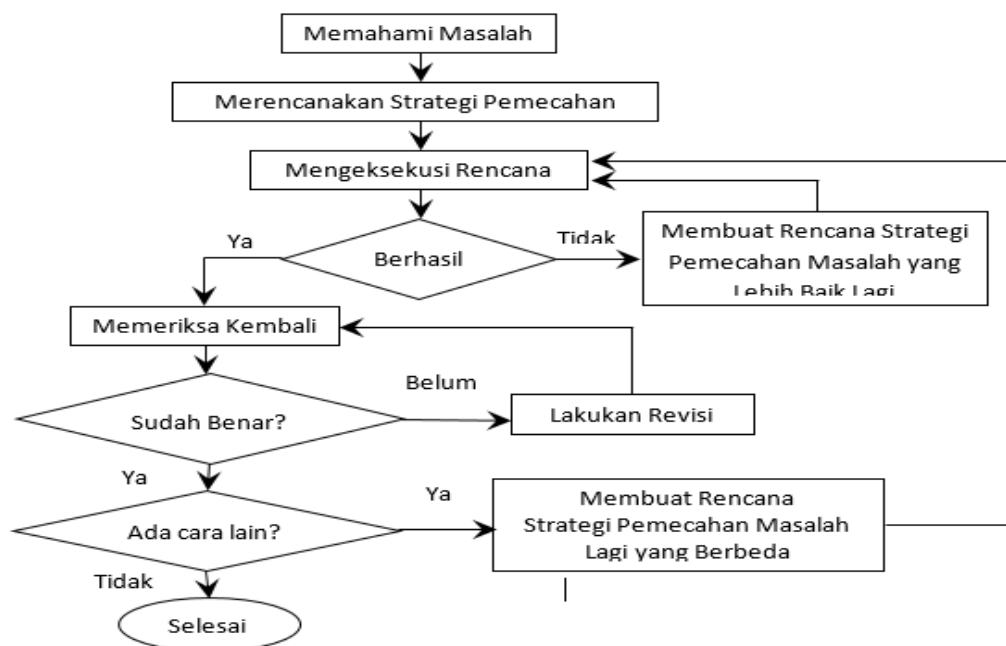 Memahami Masalah
Merencanakan Strategi Pemecahan
Mengeksekusi Rencana
Ya
Berhasil
Tidak
Membuat Rencana Strategi
Pemecahan Masalah yang
Lebih Baik Lagi
Memeriksa Kembali
Belum
Sudah Benar?
Lakukan Revisi
Ya
Ya
Ada cara lain?
Membuat Rencana
Strategi Pemecahan Masalah
Lagi yang Berbeda
Tidak
Selesai